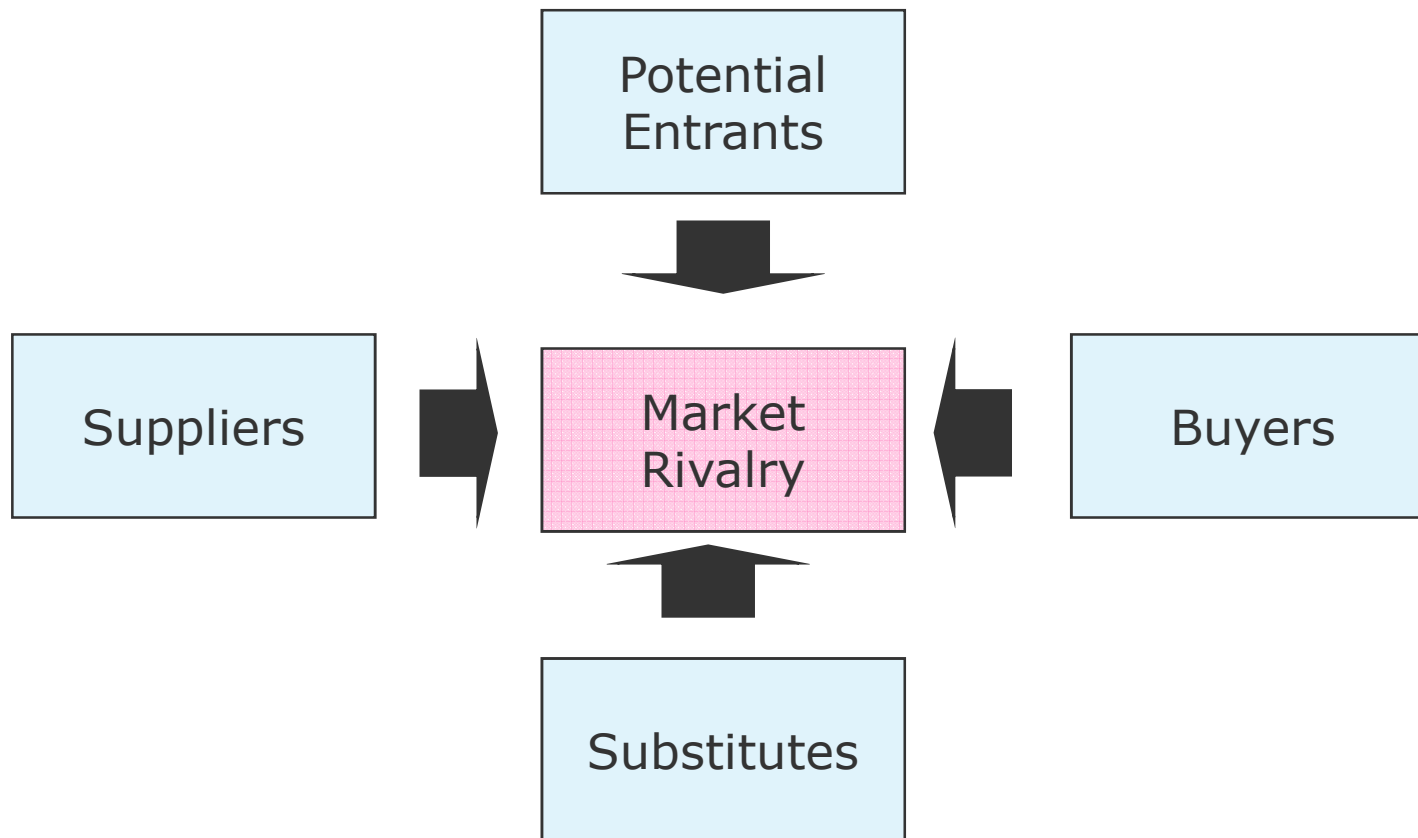 Potential
Entrants
Suppliers
Market
Rivalry
Buyers
Substitutes